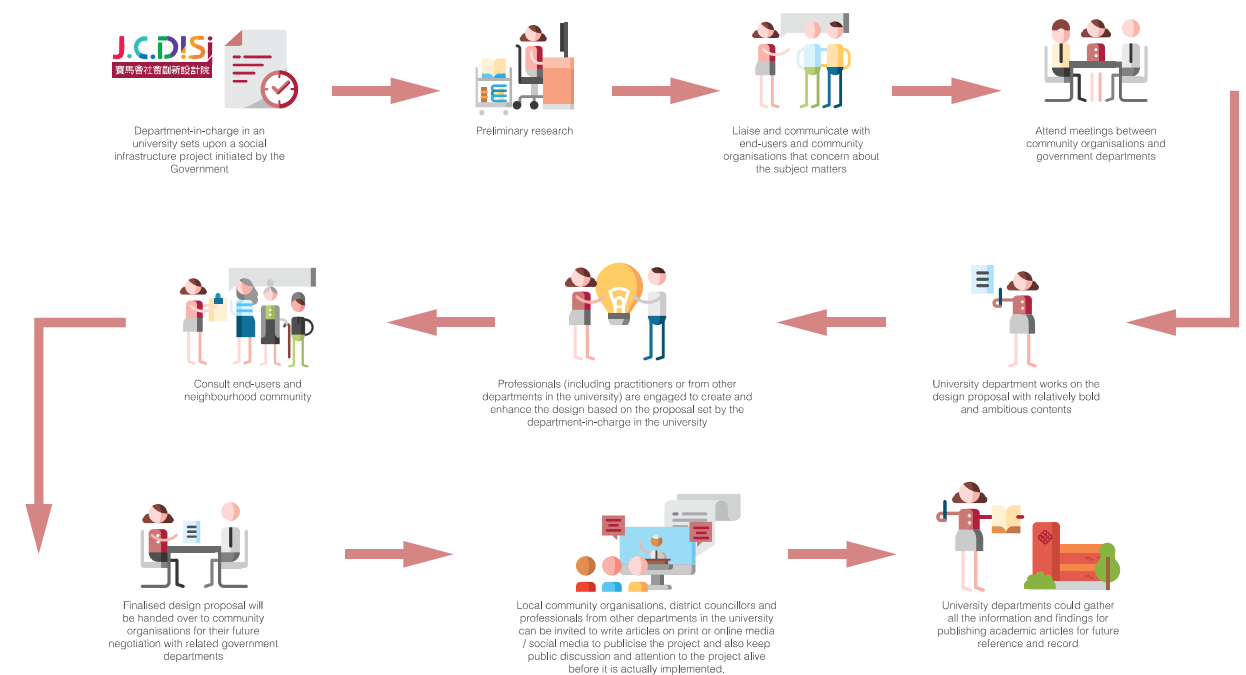 J.C.DISI
賽馬會社會創新設計院
Department-in-charge in an
university sets upon a social
infrastructure project initiated by the
Government
Preliminary research
Liaise and communicate with
end-users and community
organisations that concern about
the subject matters
Attend meetings between
community organisations and
government departments
University department works on the
design proposal with relatively bold
and ambitious contents
Professionals (including practitioners or from other
departments in the university) are engaged to create and
enhance the design based on the proposal set by the
department-in-charge in the university
Consult end-users and
neighbourhood community
Finalised design proposal will
be handed over to community
organisations for their future
negotiation with related government
departments
Local community organisations, district councillors and
professionals from other departments in the university
can be invited to write articles on print or online media
/ social media to publicise the project and also keep
public discussion and attention to the project alive
before it is actually implemented.
University departments could gather
all the information and findings for
publishing academic articles for future
reference and record